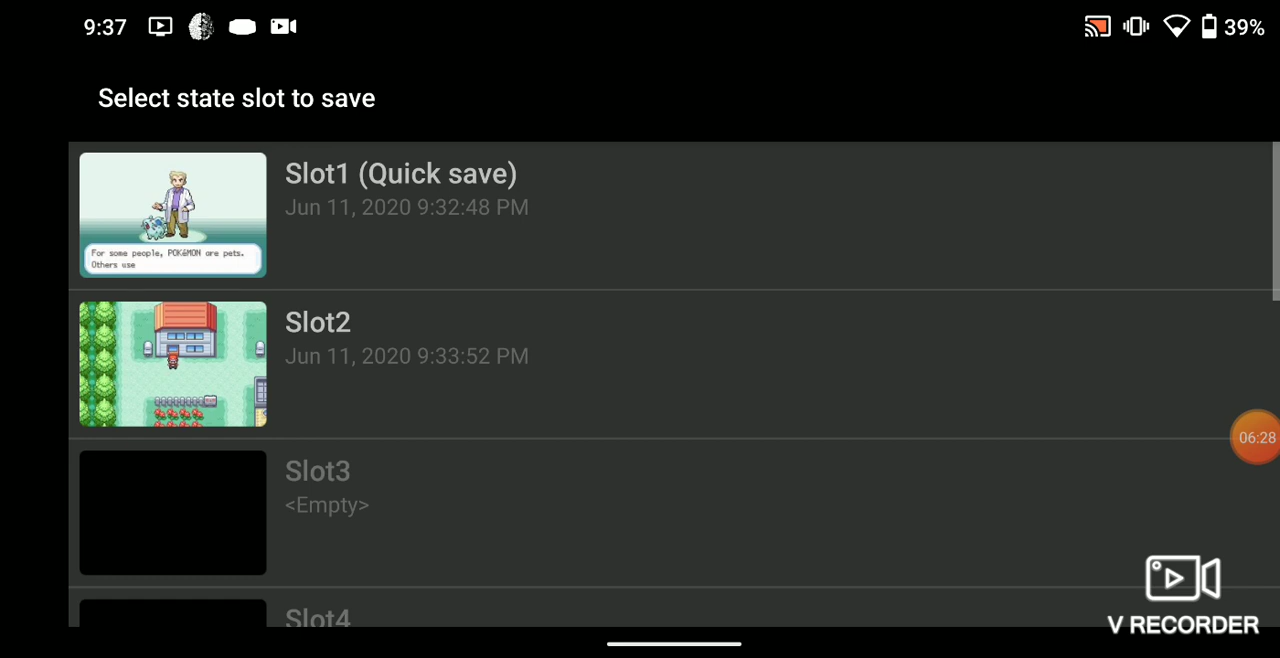 9:37
39%
Select state slot to save
Slot1 (Quick save)
Jun 11, 2020 9:32:48 PM
For some people, POKéMON are pets.
Others use
Slot2
Jun 11, 2020 9:33:52 PM
06:28
Slot3
<Empty>
Slot4
V RECORDER